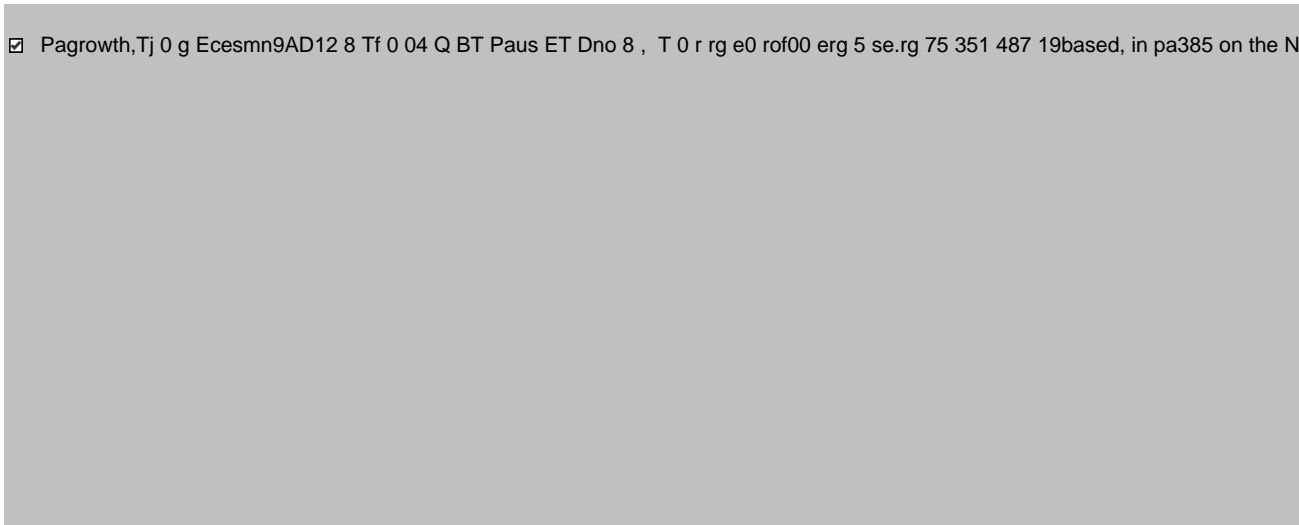 Pagrowth,Tj 0 g Ecesmn9AD12 8 Tf 0 04 Q BT Paus ET Dno 8 , T 0 r rg e0 rof00 erg 5 se.rg 75 351 487 19based, in pa385 on the N